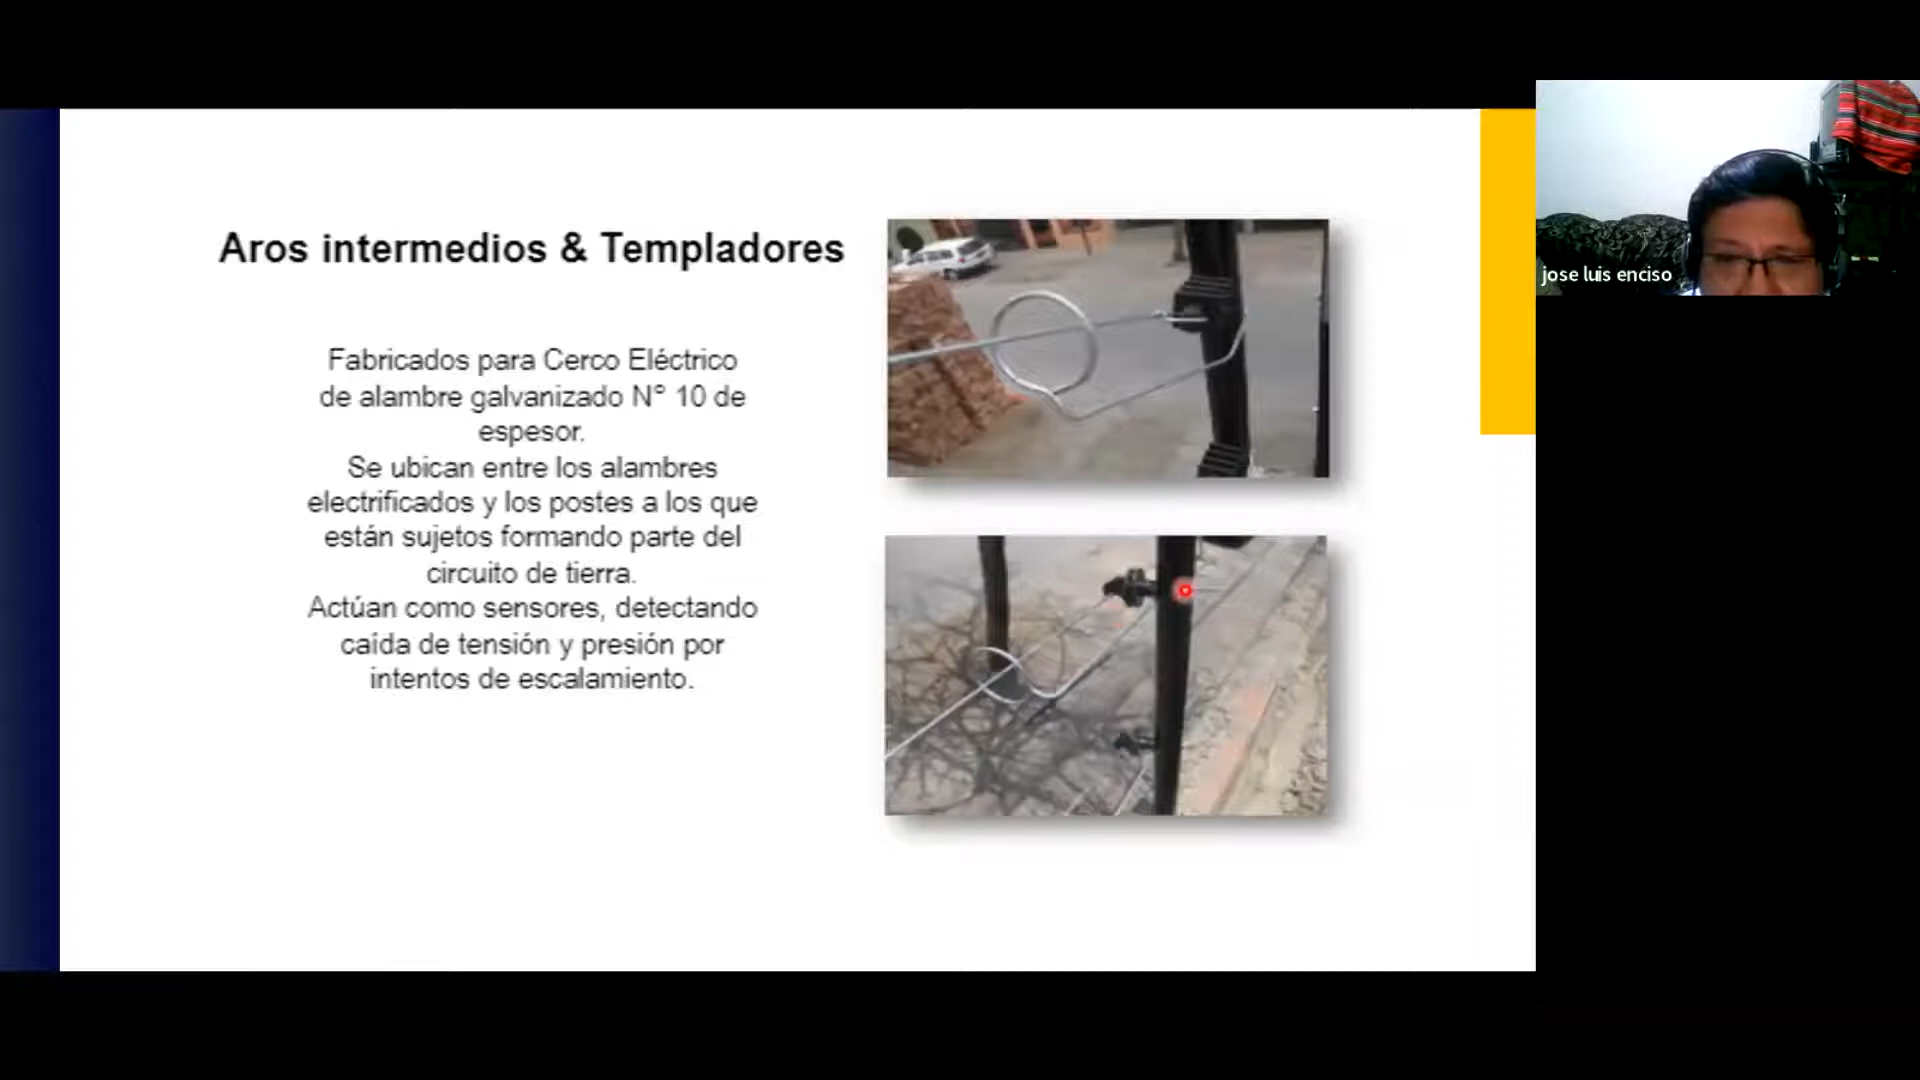 Aros intermedios & Templadores
Fabricados para Cerco Eléctrico
de alambre galvanizado N° 10 de
espesor.
Se ubican entre los alambres
electrificados y los postes a los que
están sujetos formando parte del
circuito de tierra.
Actúan como sensores, detectando
caída de tensión y presión por
intentos de escalamiento.
jose luis enciso